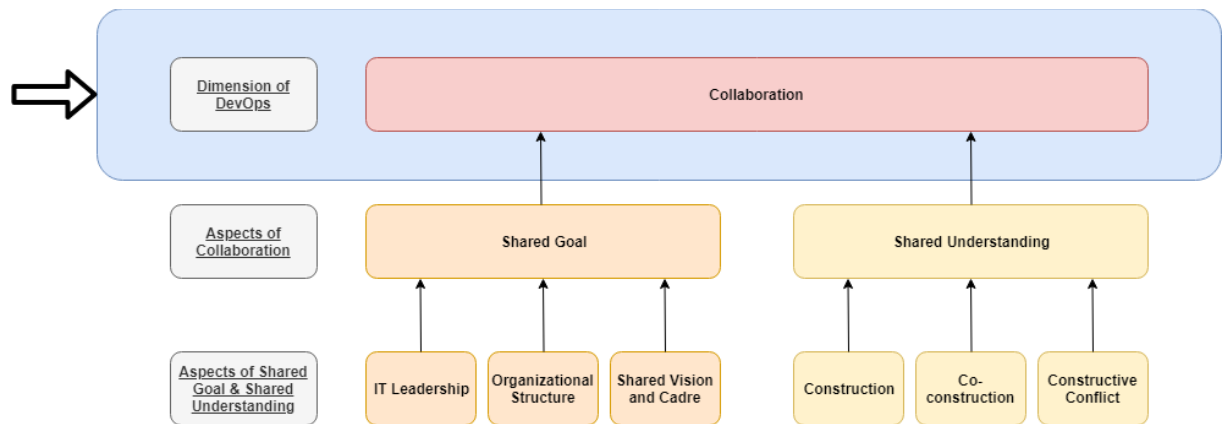 Dimension of
DevOps
Collaboration
Aspects of
Collaboration
Shared Goal
Shared Understanding
Aspects of Shared
Goal & Shared
Understanding
IT Leadership
Organizational
Structure
Shared Vision
and Cadre
Construction
Co-
construction
Constructive
Conflict